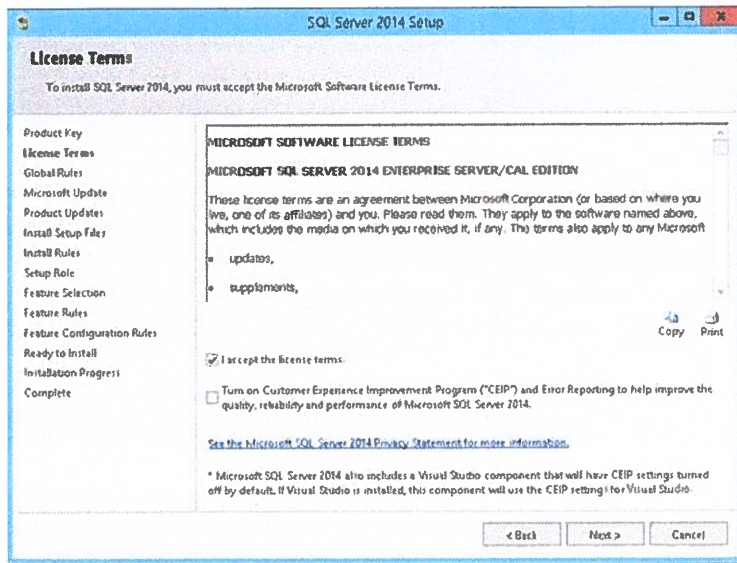 SQL Server 2014 Setup
License Terms
To install SQL Server 2014, you must accept the Microsoft Software License Terms.
Product Key
License Terms
Global Rules
Microsoft Update
Product Updates
Install Setup Files
Install Rules
Setup Role
Feature Selection
Feature Rules
Feature Configuration Rules
Ready to Install
Installation Progress
Complete
MICROSOFT SOFTWARE LICENSE TERMS
MICROSOFT SQL SERVER 2014 ENTERPRISE SERVER/CAL EDITION
These license terms are an agreement between Microsoft Corporation (or based on where you
live, one of its affiliates) and you. Please read them. They apply to the software named above,
which includes the media on which you received it, if any. The terms also apply to any Microsoft
• updates,
• supplements,
Copy Print
I accept the license terms.
Turn on Customer Experience Improvement Program ("CEIP") and Error Reporting to help improve the
quality, reliability and performance of Microsoft SQL Server 2014.
See the Microsoft SQL Server 2014 Privacy Statement for more information.
* Microsoft SQL Server 2014 also includes a Visual Studio component that will have CEIP settings turned
off by default. If Visual Studio is installed, this component will use the CEIP settings for Visual Studio.
< Back Next > Cancel